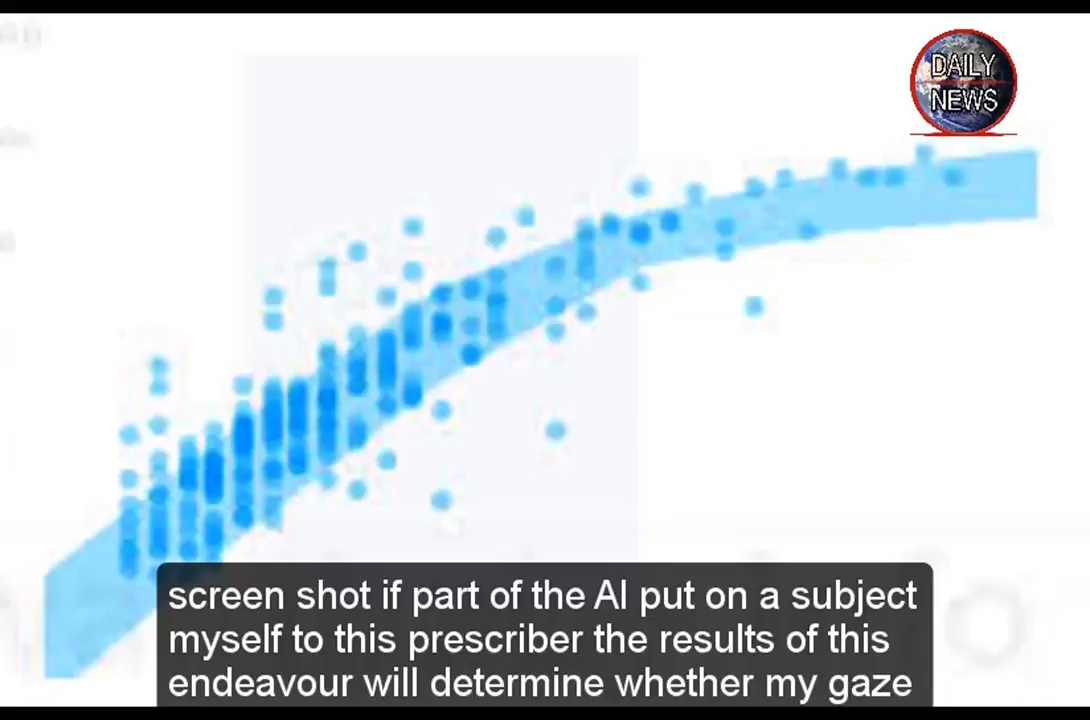 DAILY
NEWS
screen shot if part of the AI put on a subject
myself to this prescriber the results of this
endeavour will determine whether my gaze